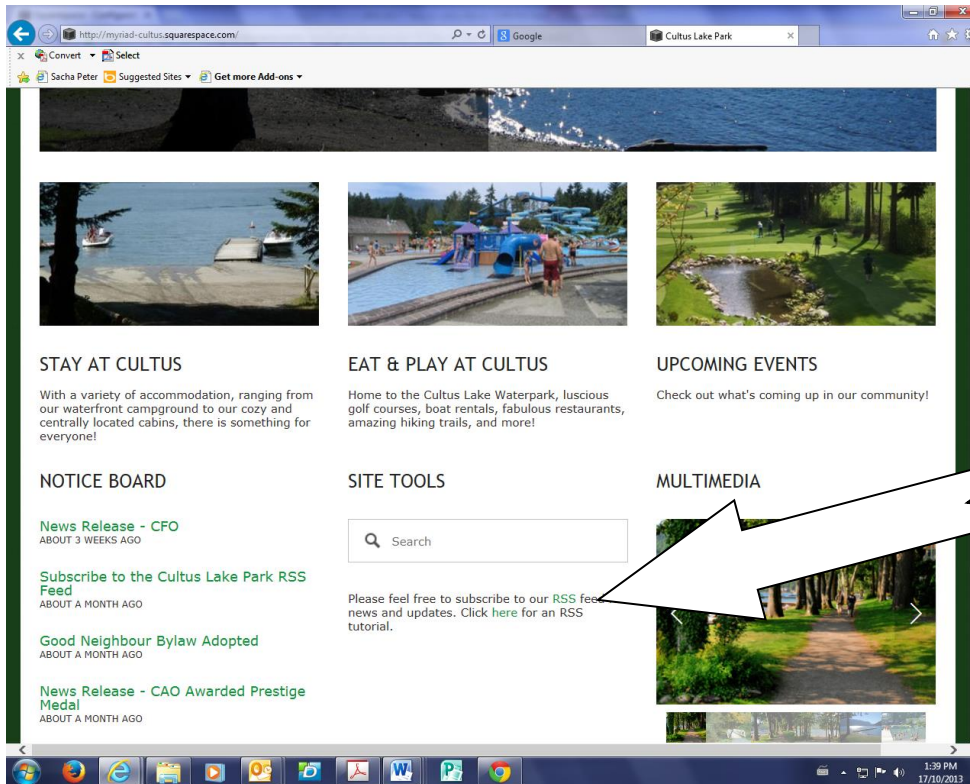 http://myriad-cultus.squarespace.com/
Google
Cultus Lake Park
x Convert Select
Sacha Peter Suggested Sites Get more Add-ons
STAY AT CULTUS
With a variety of accommodation, ranging from
our waterfront campground to our cozy and
centrally located cabins, there is something for
everyone!
EAT & PLAY AT CULTUS
Home to the Cultus Lake Waterpark, luscious
golf courses, boat rentals, fabulous restaurants,
amazing hiking trails, and more!
UPCOMING EVENTS
Check out what's coming up in our community!
NOTICE BOARD
News Release - CFO
ABOUT 3 WEEKS AGO
Subscribe to the Cultus Lake Park RSS
Feed
ABOUT A MONTH AGO
Good Neighbour Bylaw Adopted
ABOUT A MONTH AGO
News Release - CAO Awarded Prestige
Medal
ABOUT A MONTH AGO
SITE TOOLS
Search
Please feel free to subscribe to our RSS feed
news and updates. Click here for an RSS
tutorial.
MULTIMEDIA
1:39 PM
17/10/2013